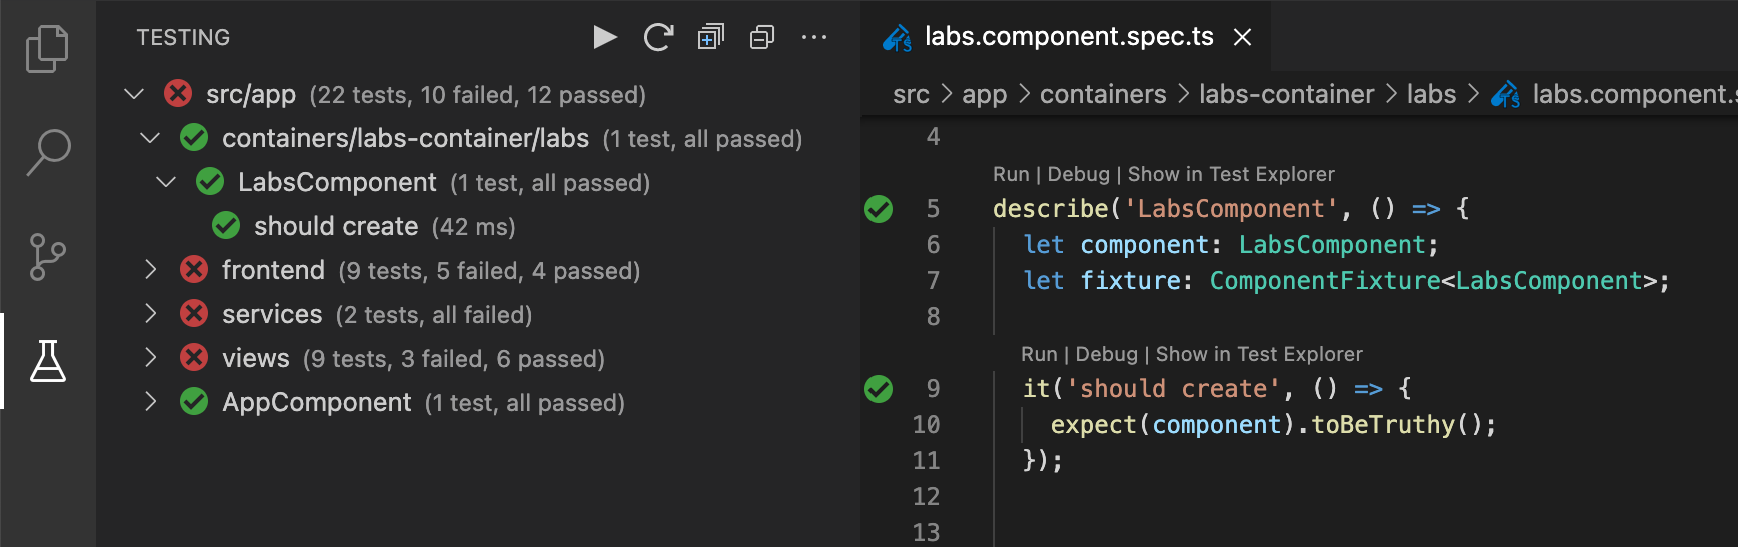 TESTING
src/app (22 tests, 10 failed, 12 passed)
containers/labs-container/labs (1 test, all passed)
LabsComponent (1 test, all passed)
should create (42 ms)
frontend (9 tests, 5 failed, 4 passed)
services (2 tests, all failed)
views (9 tests, 3 failed, 6 passed)
AppComponent (1 test, all passed)
TS labs.component.spec.ts
src > app > containers > labs-container > labs > TS labs.component.s
4
Run | Debug | Show in Test Explorer
5 describe('LabsComponent', () => {
6 let component: LabsComponent;
7 let fixture: ComponentFixture<LabsComponent>;
8
Run | Debug | Show in Test Explorer
9 it('should create', () => {
10 expect(component).toBeTruthy();
11 });
12
13